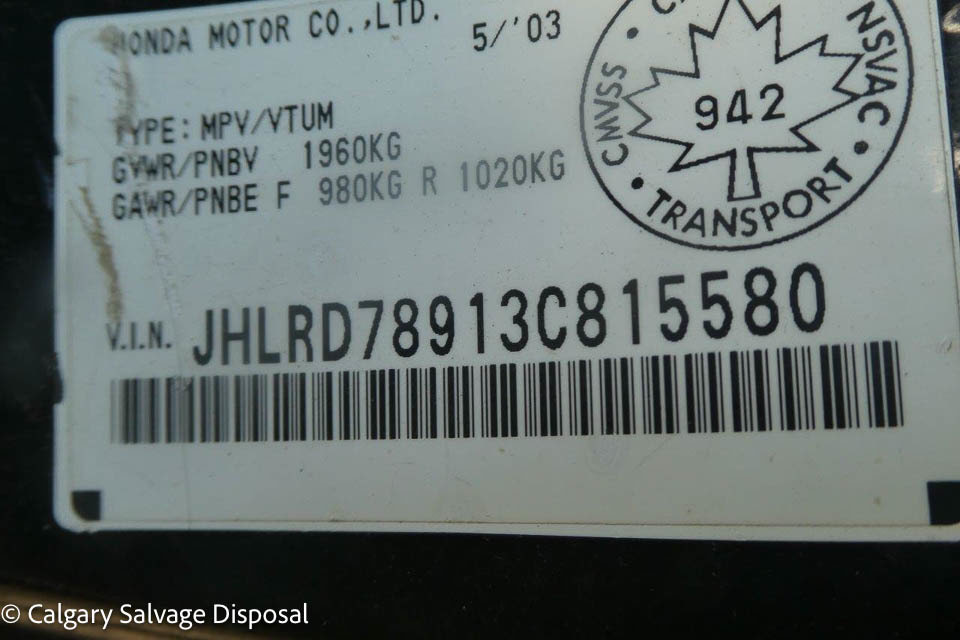 HONDA MOTOR CO.,LTD.
5/'03
TYPE: MPV/VTUM
GVWR/PNBV 1960KG
GAWR/PNBE F 980KG R 1020KG
CMVSS
NSVAC
942
TRANSPORT
V.I.N. JHLRD78913C815580
© Calgary Salvage Disposal